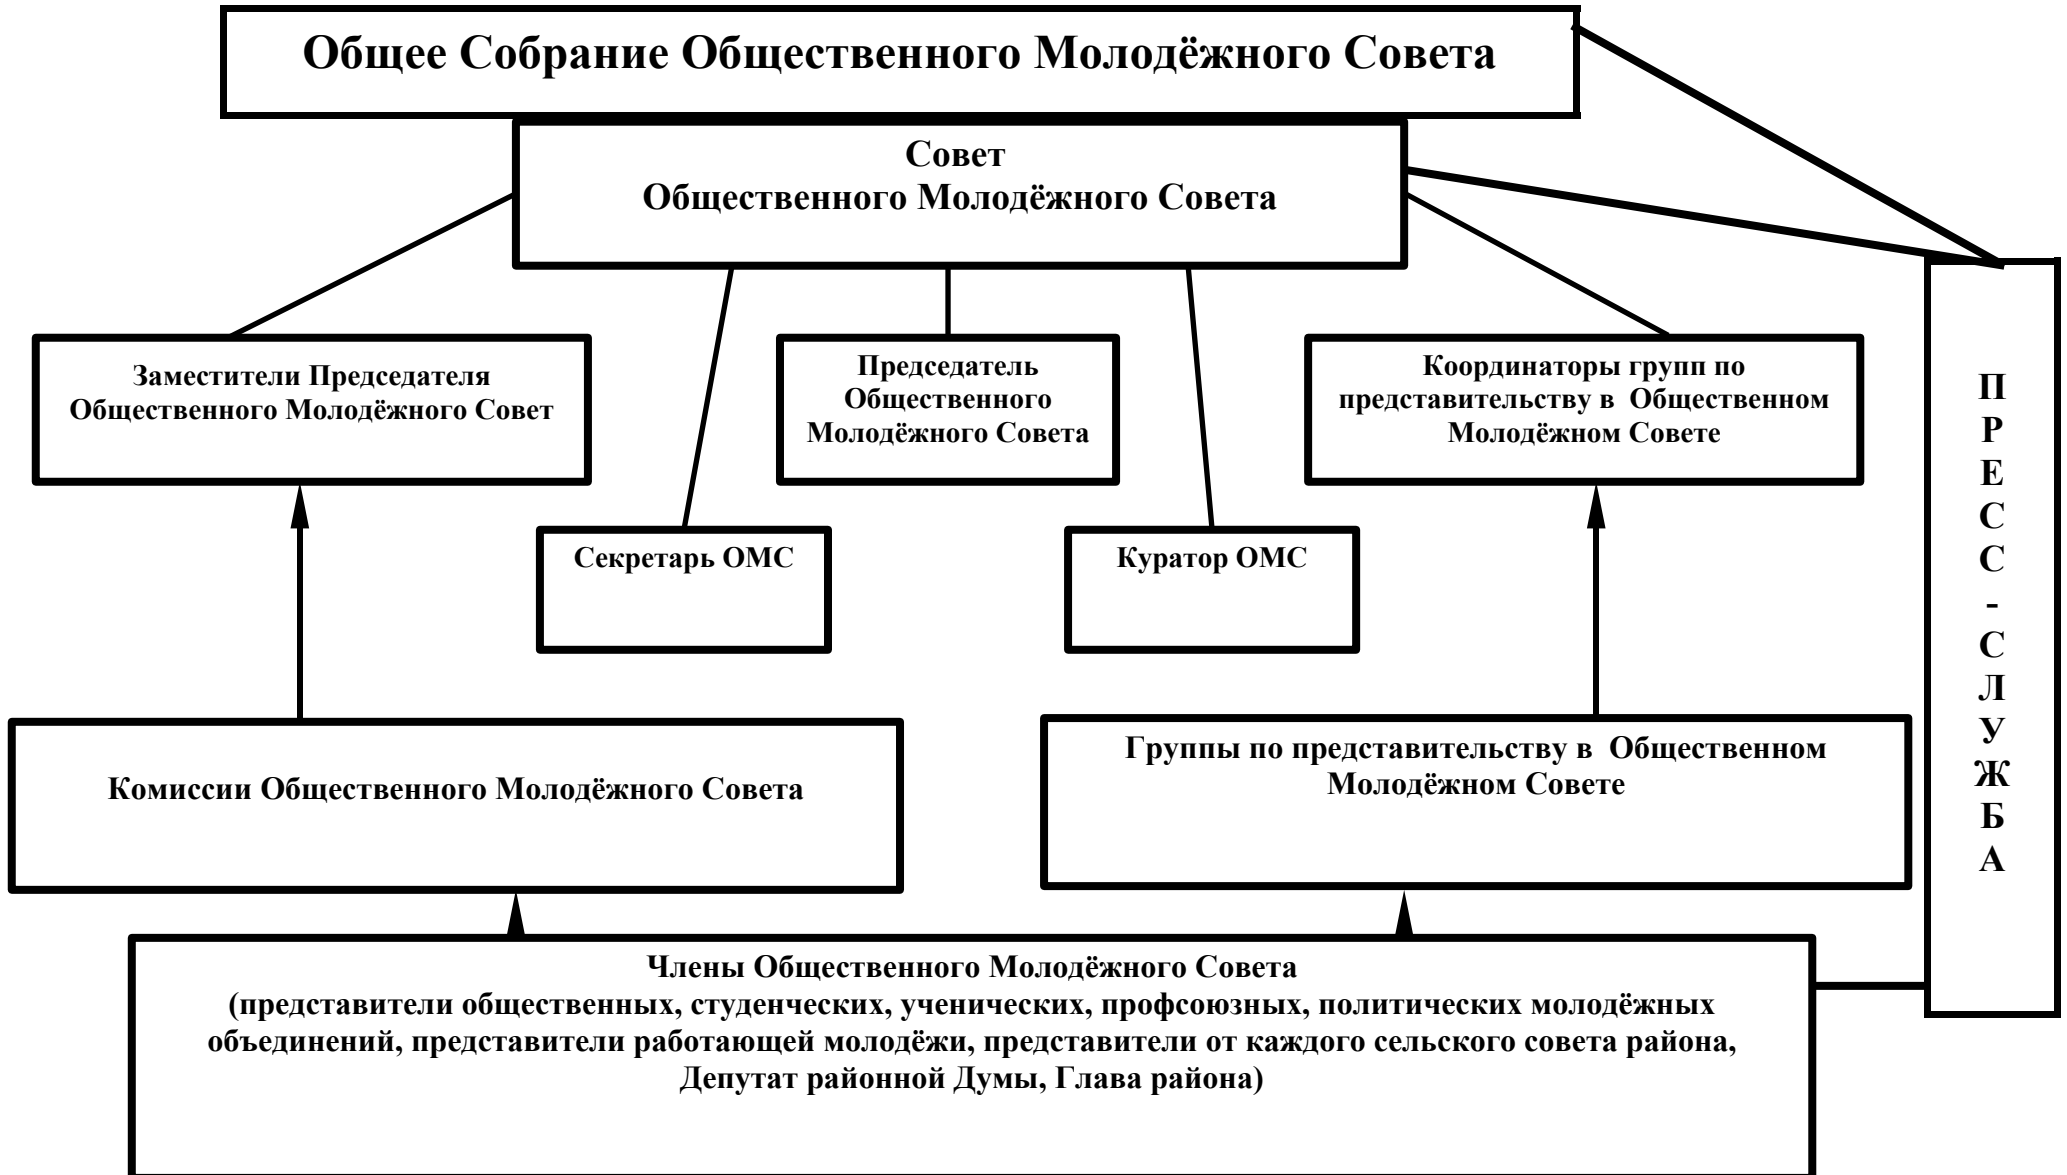 Общее Собрание Общественного Молодёжного Совета
Совет
Общественного Молодёжного Совета
Заместители Председателя
Общественного Молодёжного Совет
Председатель
Общественного
Молодёжного Совета
Координаторы групп по
представительству в Общественном
Молодёжном Совете
Секретарь ОМС
Куратор ОМС
Комиссии Общественного Молодёжного Совета
Группы по представительству в Общественном
Молодёжном Совете
Члены Общественного Молодёжного Совета
(представители общественных, студенческих, ученических, профсоюзных, политических молодёжных
объединений, представители работающей молодёжи, представители от каждого сельского совета района,
Депутат районной Думы, Глава района)
П
Р
Е
С
С
-
С
Л
У
Ж
Б
А